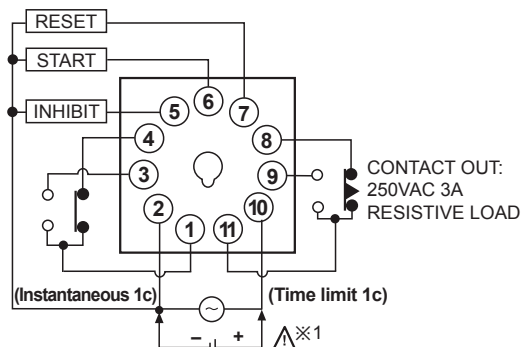 RESET
START
INHIBIT
5
6
7
4
8
3
9
2
10
1
11
CONTACT OUT:
250VAC 3A
RESISTIVE LOAD
(Instantaneous 1c)
~
(Time limit 1c)
− +
⚠※1